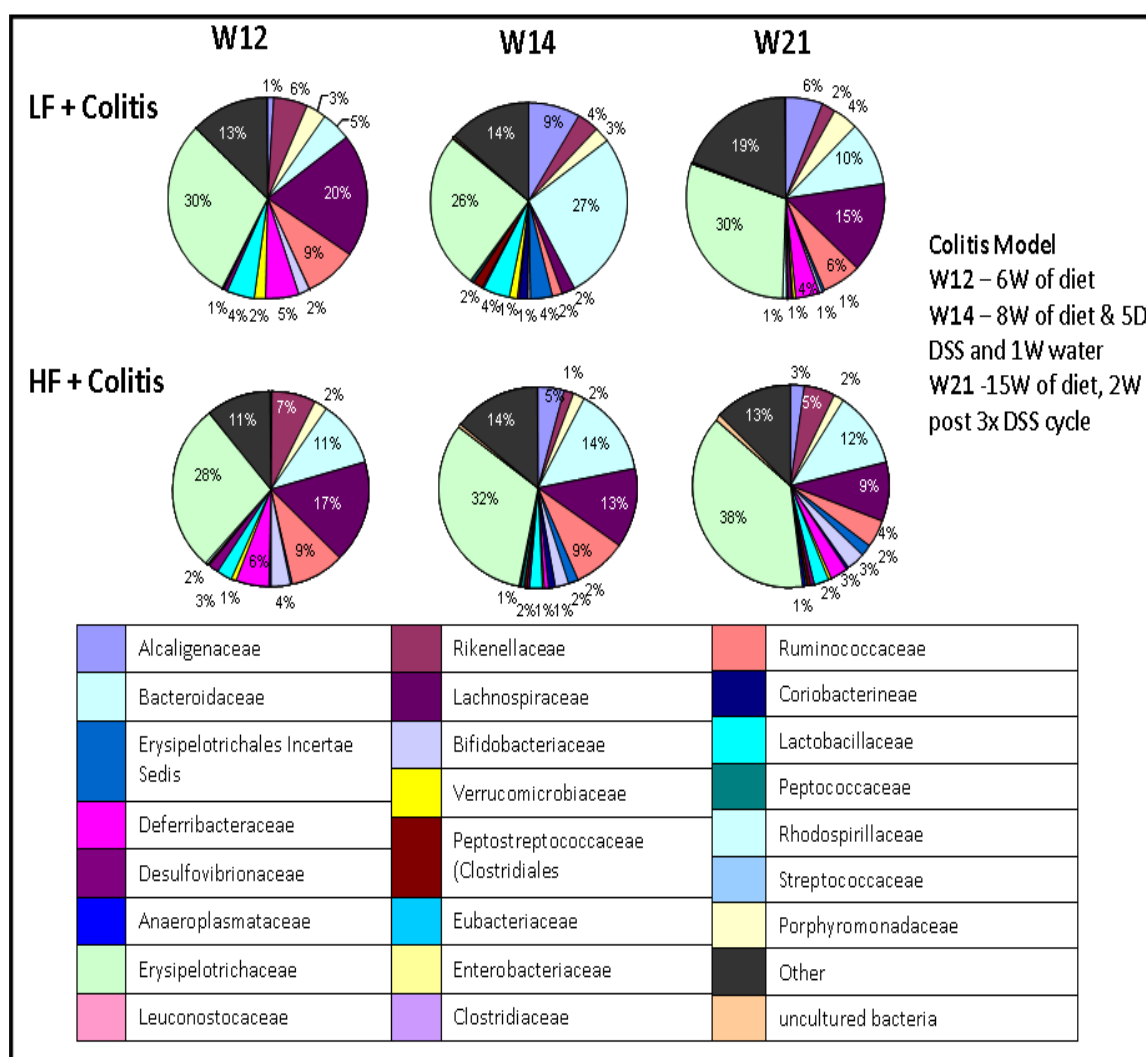 W12
W14
W21
LF + Colitis
1%
6%
3%
5%
20%
9%
2%
5%
2%
4%
1%
30%
13%
9%
4%
3%
27%
2%
2%
4%
1%
1%
4%
2%
26%
14%
6%
2%
4%
10%
15%
6%
1%
1%
4%
1%
1%
30%
19%
Colitis Model
W12 – 6W of diet
W14 – 8W of diet & 5D
DSS and 1W water
W21 -15W of diet, 2W
post 3x DSS cycle
HF + Colitis
7%
2%
11%
17%
9%
4%
6%
1%
3%
2%
28%
11%
5%
1%
2%
14%
13%
9%
2%
2%
1%
1%
2%
1%
32%
14%
3%
5%
2%
12%
9%
4%
2%
3%
3%
2%
1%
38%
13%
Alcaligenaceae
Rikenellaceae
Ruminococcaceae
Bacteroidaceae
Lachnospiraceae
Coriobacterineae
Erysipelotrichales Incertae
Sedis
Bifidobacteriaceae
Lactobacillaceae
Verrucomicrobiaceae
Peptococcaceae
Deferribacteraceae
Peptostreptococcaceae
(Clostridiales
Rhodospirillaceae
Desulfovibrionaceae
Streptococcaceae
Anaeroplasmataceae
Eubacteriaceae
Porphyromonadaceae
Erysipelotrichaceae
Enterobacteriaceae
Other
Leuconostocaceae
Clostridiaceae
uncultured bacteria